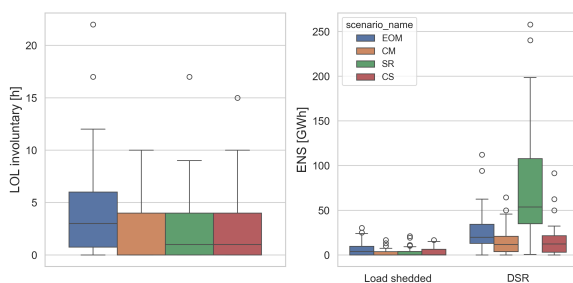 LOL involuntary [h]
20
15
10
5
0
ENS [GWh]
250
200
150
100
50
0
scenario_name
EOM
CM
SR
CS
Load shedded
DSR